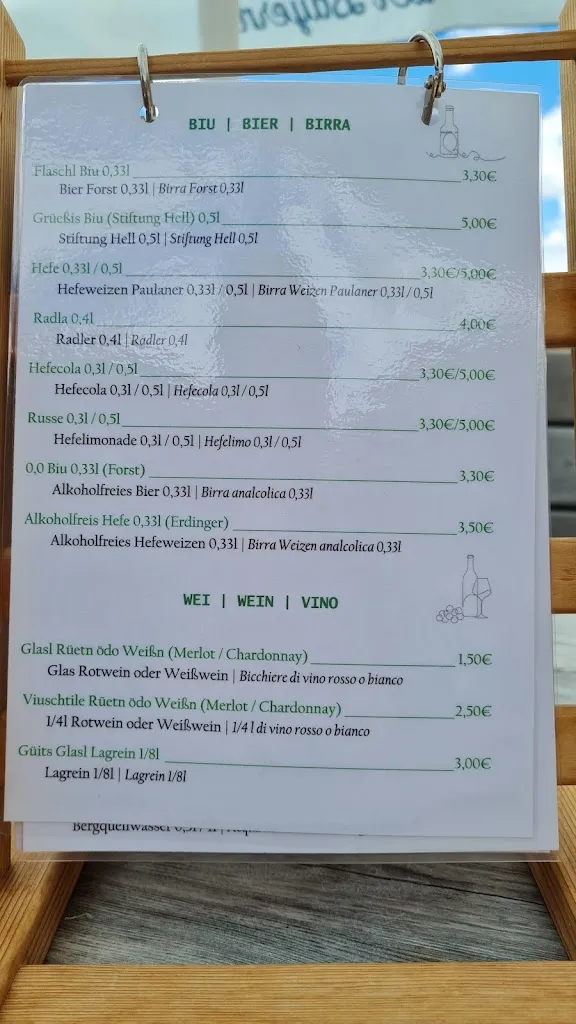 BIU | BIER | BIRRA
Flaschl Biu 0,33l 3,30€
Bier Forst 0,33l | Birra Forst 0,33l
Grüeßis Biu (Stiftung Hell) 0,5l 5,00€
Stiftung Hell 0,5l | Stiftung Hell 0,5l
Hefe 0,33l / 0,5l 3,30€/5,00€
Hefeweizen Paulaner 0,33l / 0,5l | Birra Weizen Paulaner 0,33l / 0,5l
Radla 0,4l 4,00€
Radler 0,4l | Radler 0,4l
Hefecola 0,3l / 0,5l 3,30€/5,00€
Hefecola 0,3l / 0,5l | Hefecola 0,3l / 0,5l
Russe 0,3l / 0,5l 3,30€/5,00€
Hefelimonade 0,3l / 0,5l | Hefelimo 0,3l / 0,5l
0,0 Biu 0,33l (Forst) 3,30€
Alkoholfreies Bier 0,33l | Birra analcolica 0,33l
Alkoholfreis Hefe 0,33l (Erdinger) 3,50€
Alkoholfreies Hefeweizen 0,33l | Birra Weizen analcolica 0,33l
WEI | WEIN | VINO
Glasl Rüetn ödo Weißn (Merlot / Chardonnay) 1,50€
Glas Rotwein oder Weißwein | Bicchiere di vino rosso o bianco
Viuschtile Rüetn ödo Weißn (Merlot / Chardonnay) 2,50€
1/4l Rotwein oder Weißwein | 1/4 l di vino rosso o bianco
Güits Glasl Lagrein 1/8l 3,00€
Lagrein 1/8l | Lagrein 1/8l
Bergquellwasser